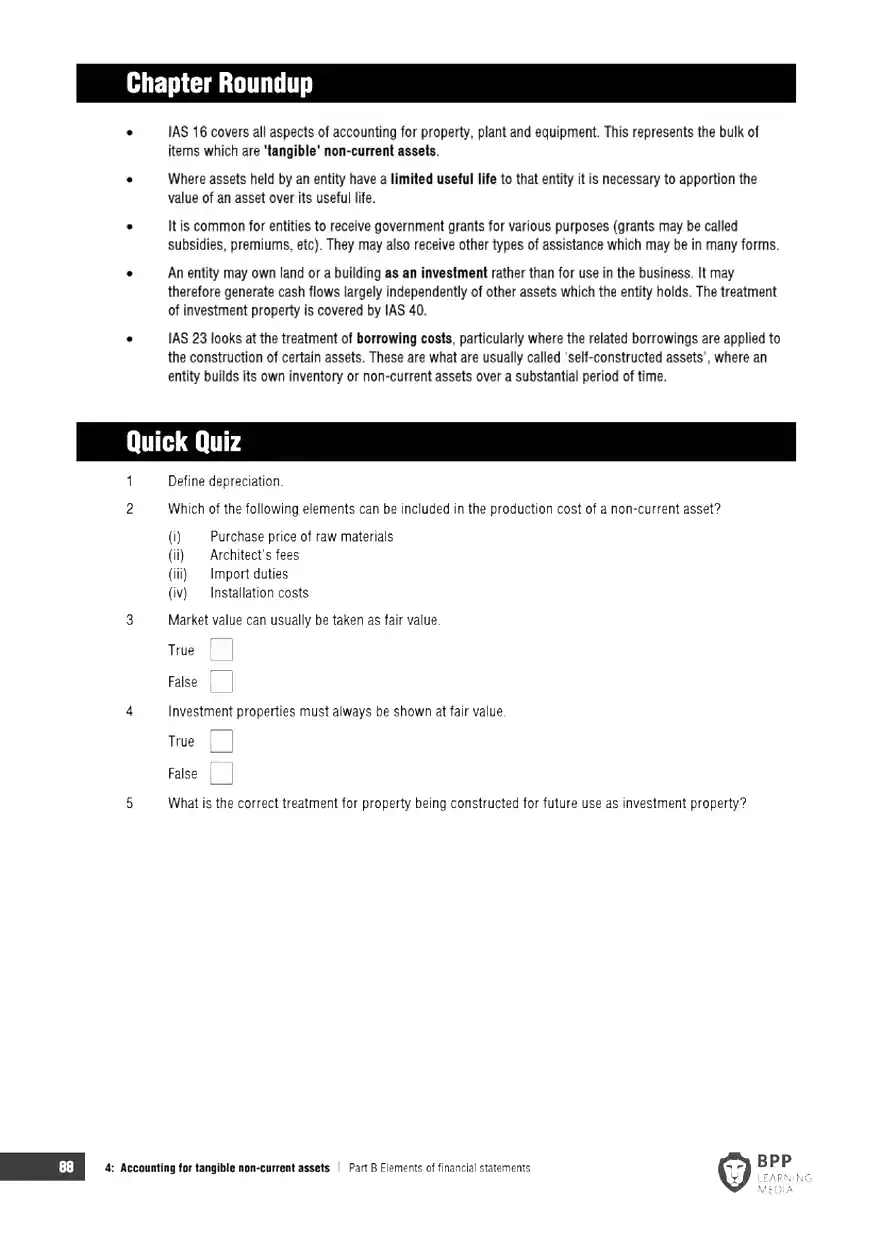 Chapter Roundup
• IAS 16 covers all aspects of accounting for property, plant and equipment. This represents the bulk of
items which are 'tangible' non-current assets.
• Where assets held by an entity have a limited useful life to that entity it is necessary to apportion the
value of an asset over its useful life.
• It is common for entities to receive government grants for various purposes (grants may be called
subsidies, premiums, etc). They may also receive other types of assistance which may be in many forms.
• An entity may own land or a building as an investment rather than for use in the business. It may
therefore generate cash flows largely independently of other assets which the entity holds. The treatment
of investment property is covered by IAS 40.
• IAS 23 looks at the treatment of borrowing costs, particularly where the related borrowings are applied to
the construction of certain assets. These are what are usually called 'self-constructed assets', where an
entity builds its own inventory or non-current assets over a substantial period of time.
Quick Quiz
1 Define depreciation.
2 Which of the following elements can be included in the production cost of a non-current asset?
(i) Purchase price of raw materials
(ii) Architect's fees
(iii) Import duties
(iv) Installation costs
3 Market value can usually be taken as fair value.
True
False
4 Investment properties must always be shown at fair value.
True
False
5 What is the correct treatment for property being constructed for future use as investment property?
88 4: Accounting for tangible non-current assets | Part B Elements of financial statements
BPP
LEARNING
MEDIA